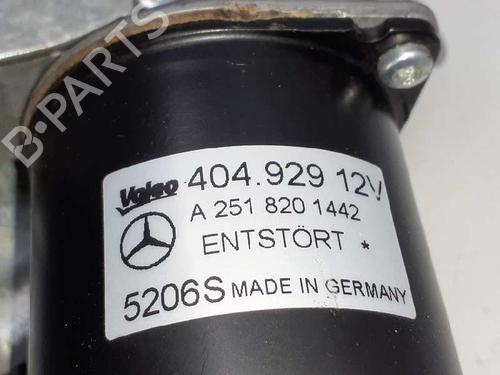 B-PARTS
Valeo 404.929 12V
A 251 820 1442
ENTSTÖRT *
5206S MADE IN GERMANY